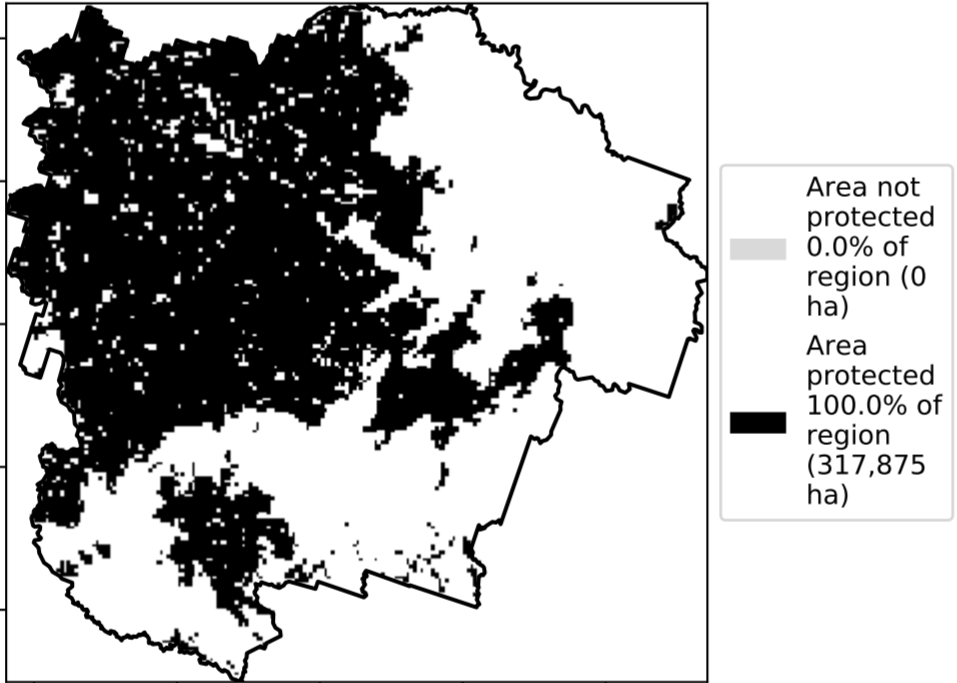 Area not
protected
0.0% of
region (0
ha)
Area
protected
100.0% of
region
(317,875
ha)